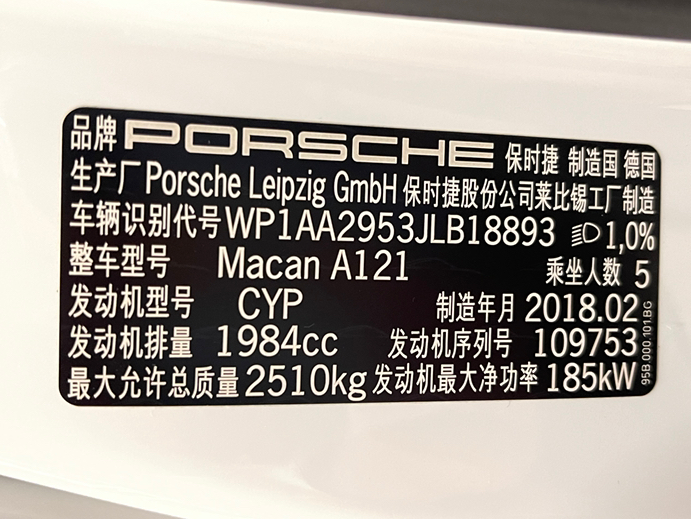 品牌 PORSCHE 保时捷 制造国 德国
生产厂 Porsche Leipzig GmbH 保时捷股份公司莱比锡工厂制造
车辆识别代号 WP1AA2953JLB18893 1,0%
整车型号 Macan A121 乘坐人数 5
发动机型号 CYP 制造年月 2018.02
发动机排量 1984cc 发动机序列号 109753
最大允许总质量 2510kg 发动机最大净功率 185kW
95B.000.101.BG